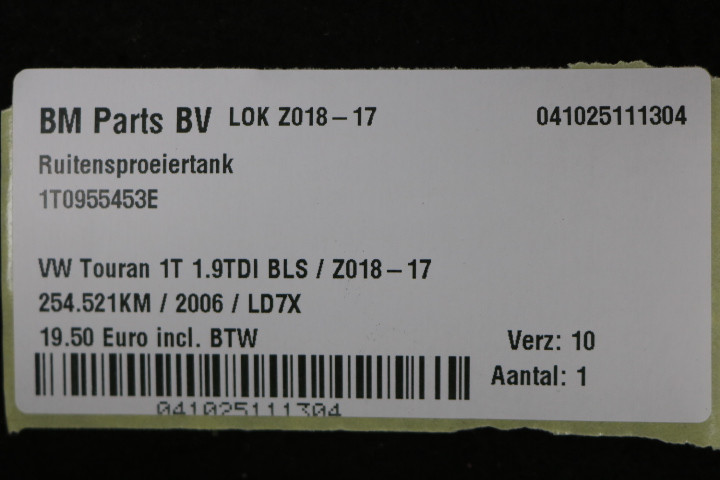 BM Parts BV LOK Z018-17 041025111304
Ruitensproeiertank
1T0955453E
VW Touran 1T 1.9TDI BLS / Z018-17
254.521KM / 2006 / LD7X
19.50 Euro incl. BTW Verz: 10
Aantal: 1
041025111304